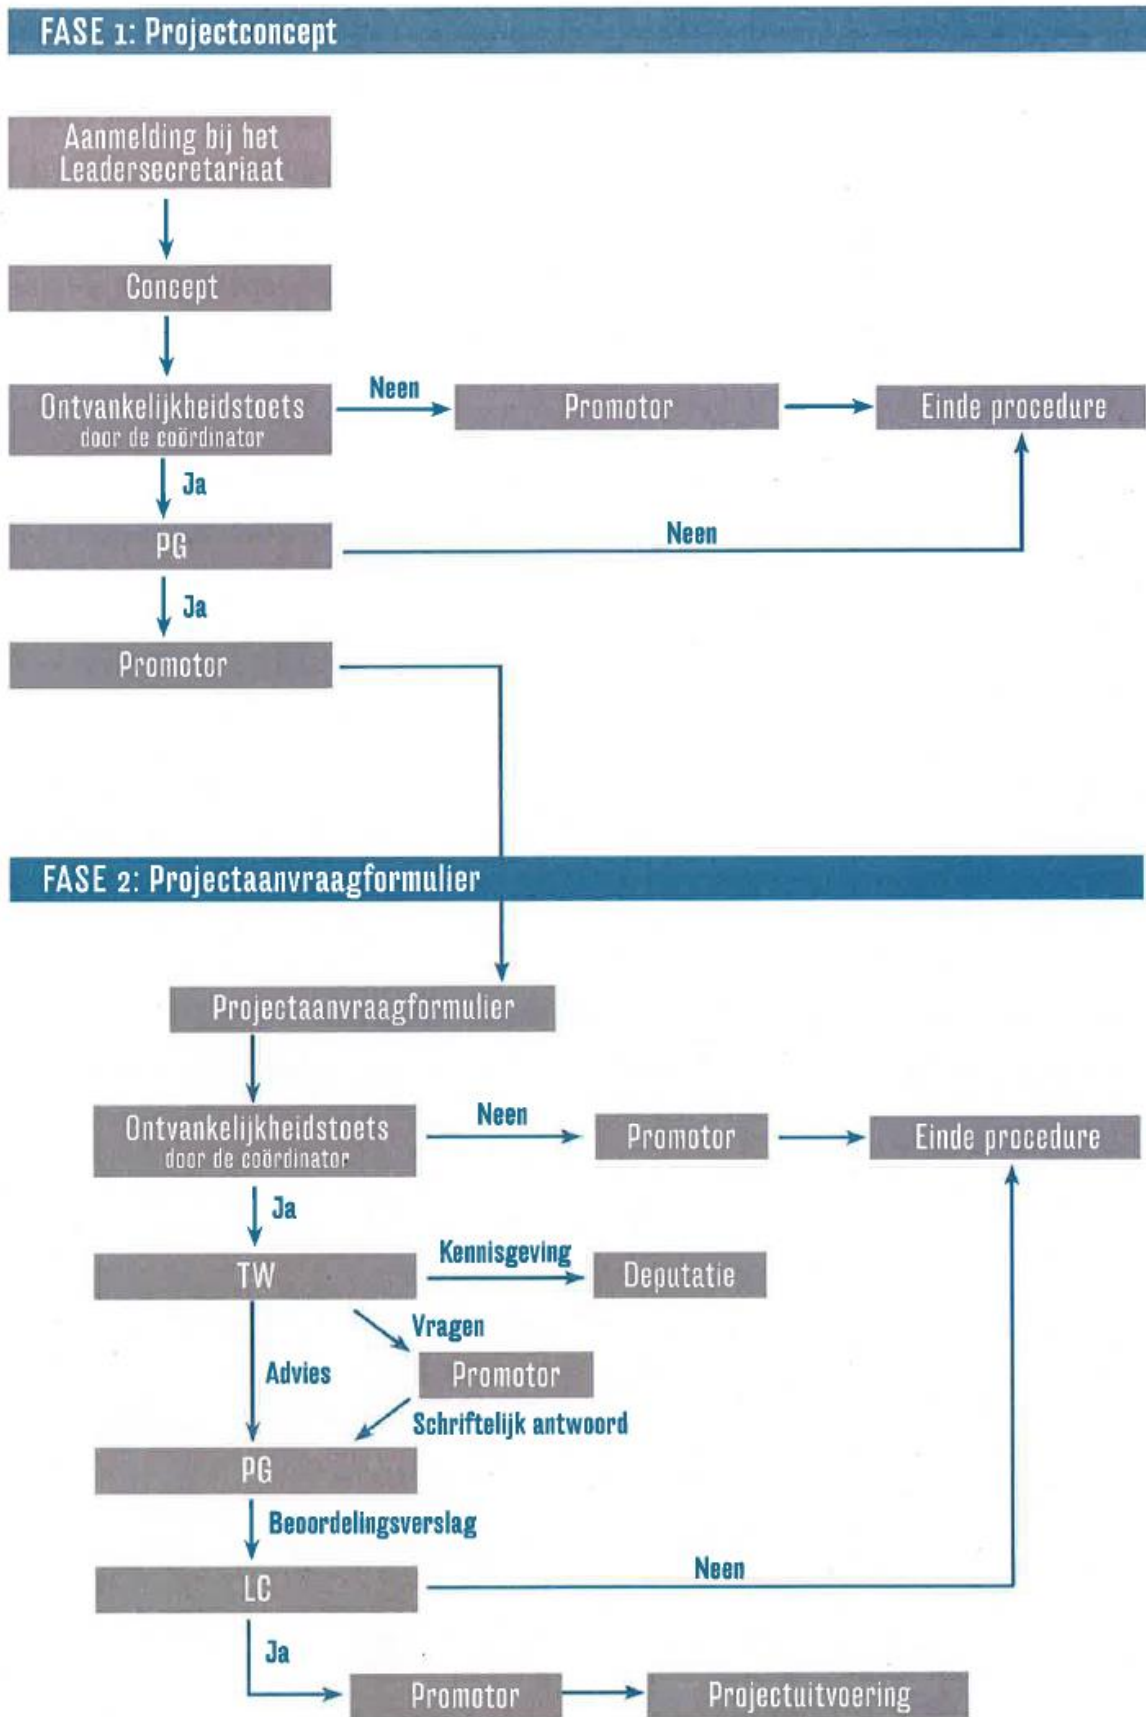 FASE 1: Projectconcept
Aanmelding bij het
Leadersecretariaat
Concept
Ontvankelijkheidstoets
door de coördinator
Neen
Promotor
Einde procedure
Ja
PG
Neen
Ja
Promotor
FASE 2: Projectaanvraagformulier
Projectaanvraagformulier
Ontvankelijkheidstoets
door de coördinator
Neen
Promotor
Einde procedure
Ja
TW
Kennisgeving
Deputatie
Vragen
Advies
Promotor
Schriftelijk antwoord
PG
Beoordelingsverslag
LC
Neen
Ja
Promotor
Projectuitvoering